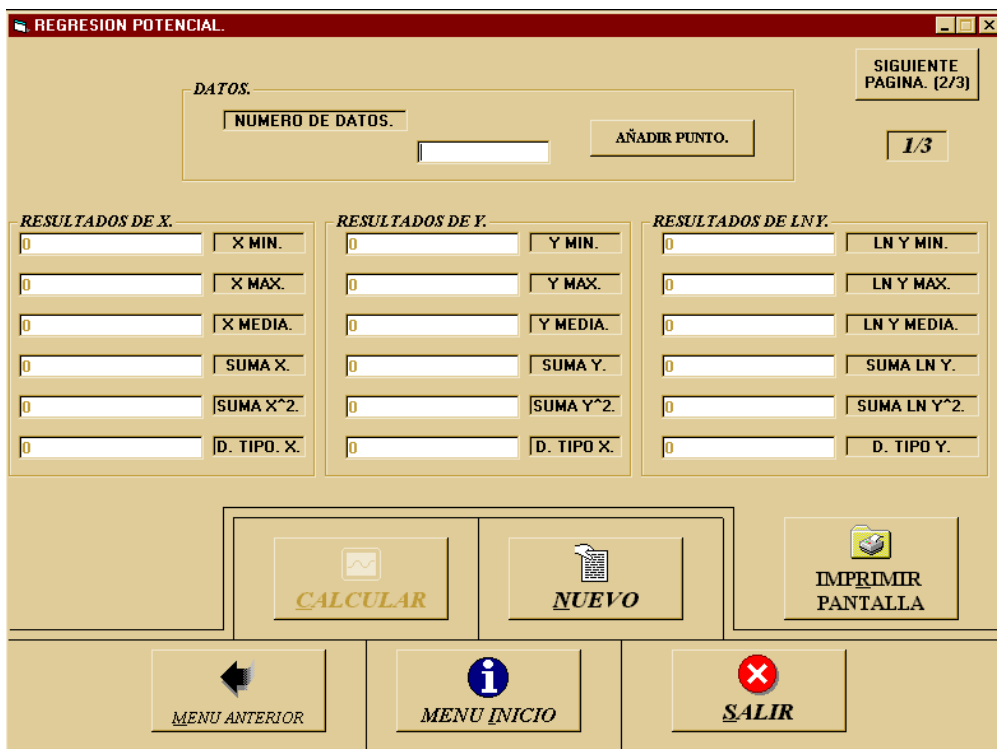 REGRESION POTENCIAL.
SIGUIENTE
PAGINA. (2/3)
DATOS.
NUMERO DE DATOS.
AÑADIR PUNTO.
1/3
RESULTADOS DE X.
0 X MIN.
0 X MAX.
0 X MEDIA.
0 SUMA X.
0 SUMA X^2.
0 D. TIPO. X.
RESULTADOS DE Y.
0 Y MIN.
0 Y MAX.
0 Y MEDIA.
0 SUMA Y.
0 SUMA Y^2.
0 D. TIPO X.
RESULTADOS DE LN Y.
0 LN Y MIN.
0 LN Y MAX.
0 LN Y MEDIA.
0 SUMA LN Y.
0 SUMA LN Y^2.
0 D. TIPO Y.
CALCULAR
NUEVO
IMPRIMIR
PANTALLA
MENU ANTERIOR
MENU INICIO
SALIR